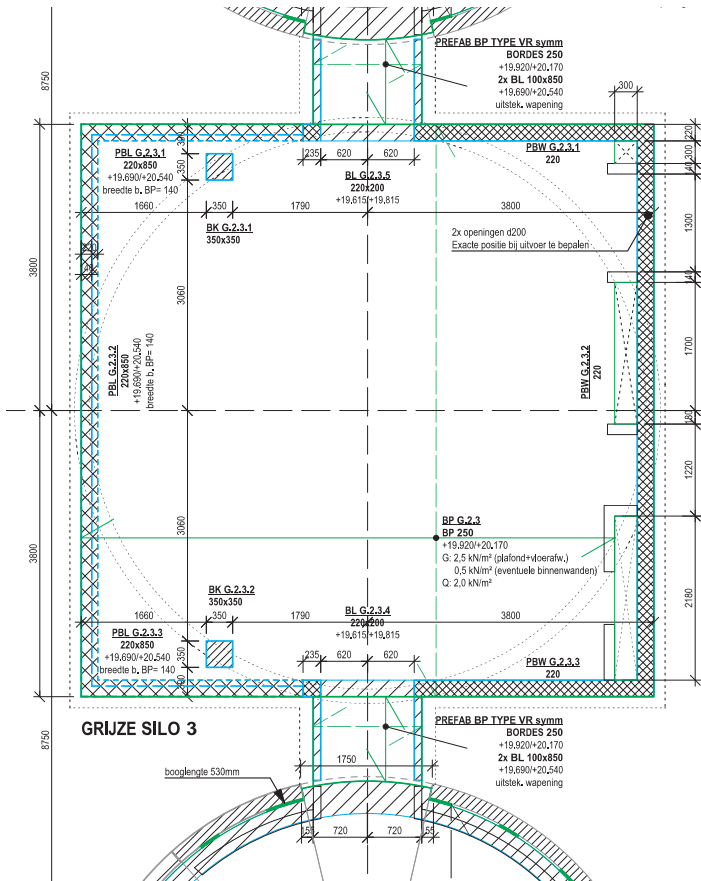 8750
PREFAB BP TYPE VR symm
BORDES 250
+19.920/+20.170
2x BL 100x850
+19.690/+20.540
uitstek. wapening
300
220
300
140
1300
140
1700
180
1220
2180
PBL G.2.3.1
220x850
+19.690/+20.540
breedte b. BP= 140
350
235
620
620
BL G.2.3.5
220x200
+19.615/+19.815
PBW G.2.3.1
220
1660
350
1790
3800
BK G.2.3.1
350x350
2x openingen d200
Exacte positie bij uitvoer te bepalen
3800
3060
PBL G.2.3.2
220x850
+19.690/+20.540
breedte b. BP= 140
PBW G.2.3.2
220
3800
3060
BP G.2.3
BP 250
+19.920/+20.170
G: 2,5 kN/m² (plafond+vloerafw.)
0,5 kN/m² (eventuele binnenwanden)
Q: 2,0 kN/m²
BK G.2.3.2
350x350
1660
350
1790
3800
BL G.2.3.4
220x200
+19.615/+19.815
PBL G.2.3.3
220x850
+19.690/+20.540
breedte b. BP= 140
350
235
620
620
PBW G.2.3.3
220
GRIJZE SILO 3
8750
PREFAB BP TYPE VR symm
BORDES 250
+19.920/+20.170
2x BL 100x850
+19.690/+20.540
uitstek. wapening
1750
booglengte 530mm
155
720
720
155